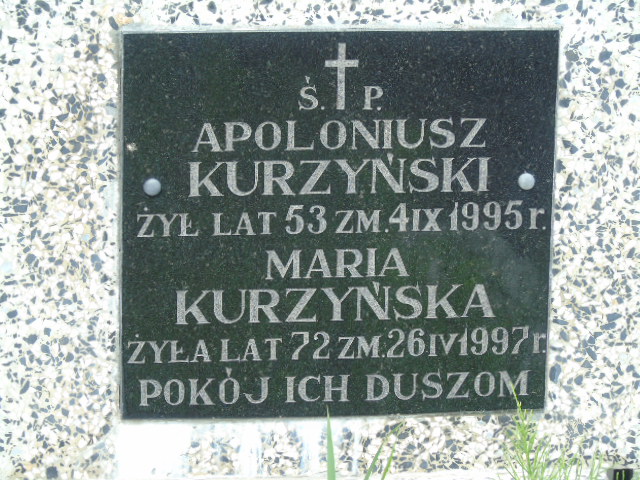 Ś. P.
APOLONIUSZ
KURZYŃSKI
ŻYŁ LAT 53 ZM. 4 IX 1995 r.
MARIA
KURZYŃSKA
ŻYŁA LAT 72 ZM. 26 IV 1997 r.
POKÓJ ICH DUSZOM